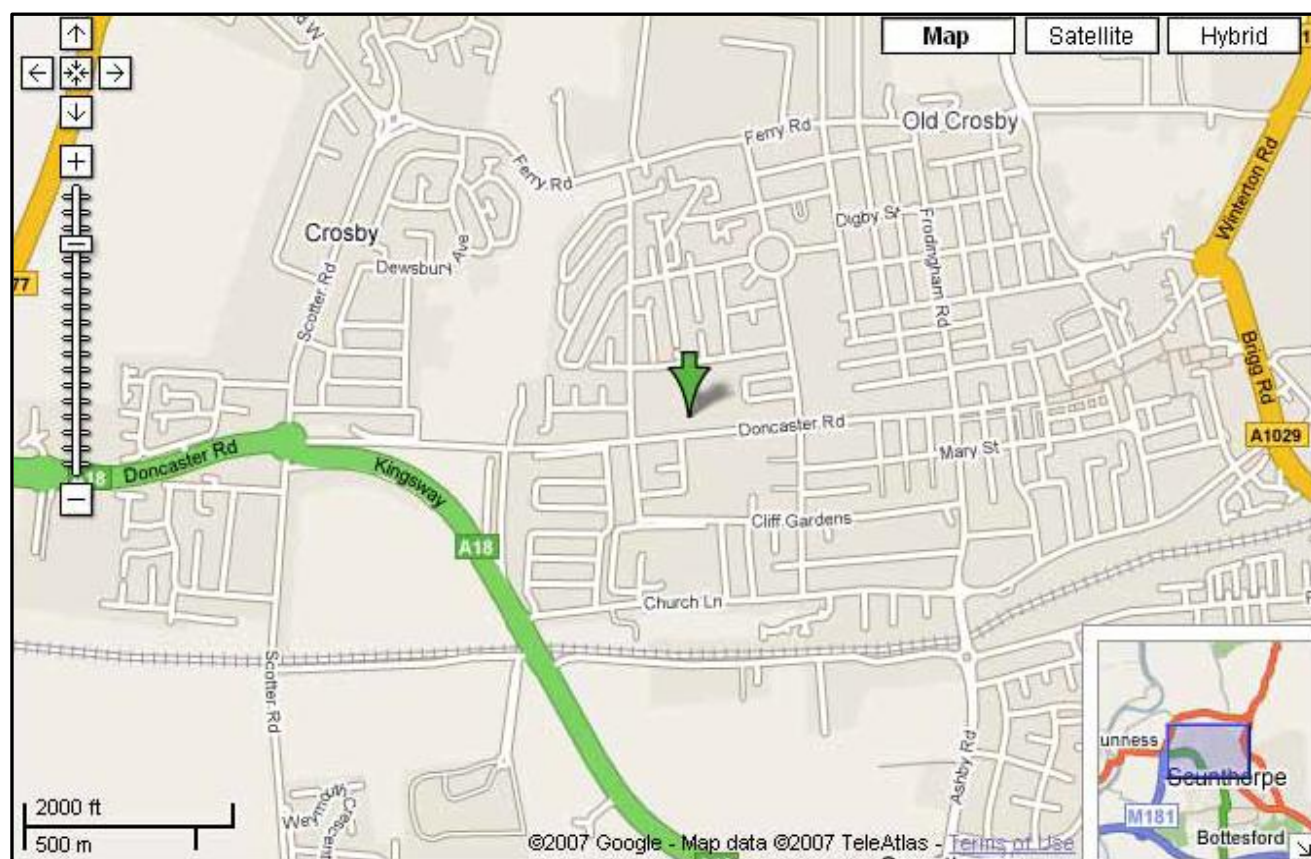 Map
Satellite
Hybrid
Old Crosby
Ferry Rd
Ferry Rd
Winterton Rd
Digby St
Frodingham Rd
Crosby
Dewsbury Ave
Scotter Rd
77
Brigg Rd
Doncaster Rd
A1029
Mary St
Doncaster Rd
A18
Kingsway
Cliff Gardens
A18
Church Ln
Scotter Rd
Ashby Rd
unness
Scunthorpe
M181
Bottesford
Crescent
2000 ft
500 m
©2007 Google - Map data ©2007 TeleAtlas - Terms of Use